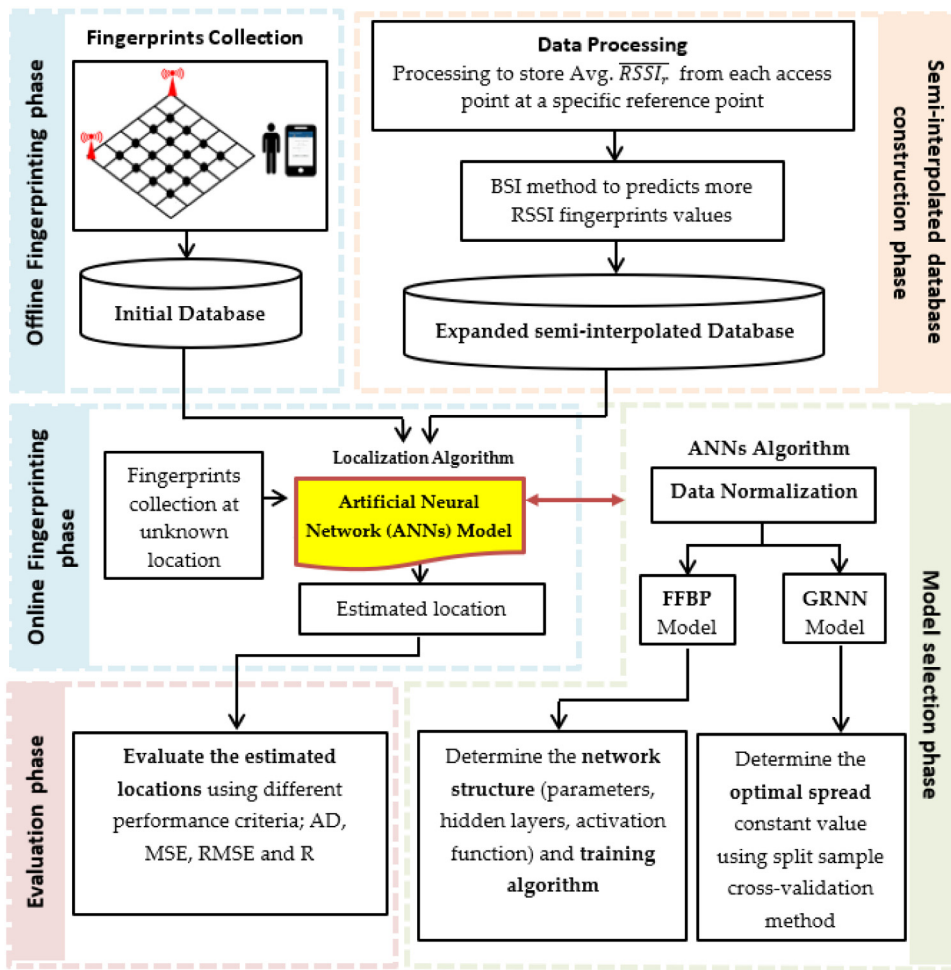 Offline Fingerprinting phase
Fingerprints Collection
Initial Database
Data Processing
Processing to store Avg. RSSIᵣ from each access
point at a specific reference point
BSI method to predicts more
RSSI fingerprints values
Expanded semi-interpolated Database
Semi-interpolated database
construction phase
Online Fingerprinting
phase
Fingerprints
collection at
unknown
location
Localization Algorithm
Artificial Neural
Network (ANNs) Model
Estimated location
ANNs Algorithm
Data Normalization
FFBP
Model
GRNN
Model
Determine the network
structure (parameters,
hidden layers, activation
function) and training
algorithm
Determine the
optimal spread
constant value
using split sample
cross-validation
method
Model selection phase
Evaluation phase
Evaluate the estimated
locations using different
performance criteria; AD,
MSE, RMSE and R